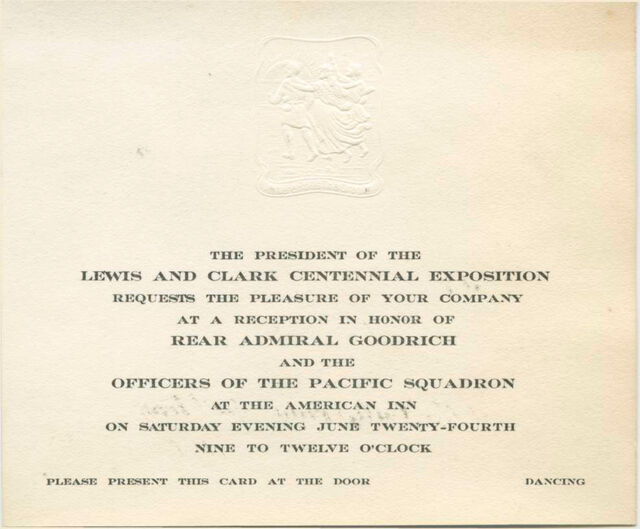 THE PRESIDENT OF THE
LEWIS AND CLARK CENTENNIAL EXPOSITION
REQUESTS THE PLEASURE OF YOUR COMPANY
AT A RECEPTION IN HONOR OF
REAR ADMIRAL GOODRICH
AND THE
OFFICERS OF THE PACIFIC SQUADRON
AT THE AMERICAN INN
ON SATURDAY EVENING JUNE TWENTY-FOURTH
NINE TO TWELVE O'CLOCK
PLEASE PRESENT THIS CARD AT THE DOOR DANCING